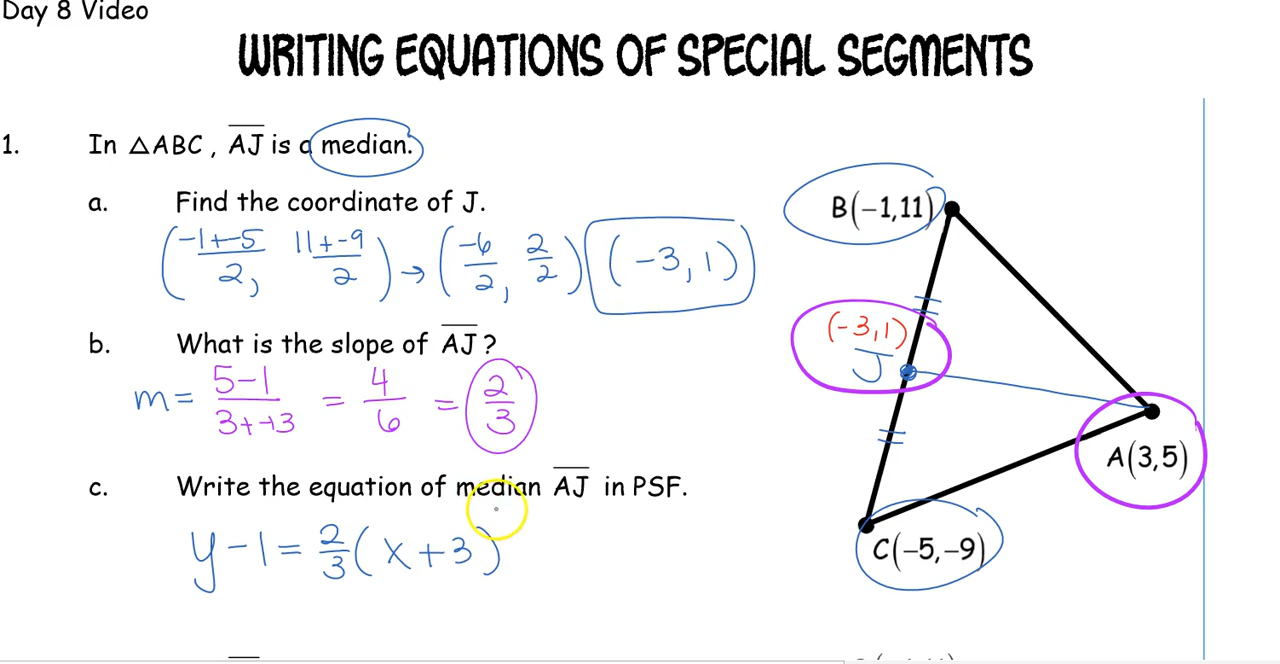 Day 8 Video
WRITING EQUATIONS OF SPECIAL SEGMENTS
1. In △ABC, A͞J͞ is a median.
a. Find the coordinate of J.
(-1+-5/2, 11+-9/2) → (-6/2, 2/2) (-3, 1)
b. What is the slope of A͞J͞?
m = 5-1/3++3 = 4/6 = 2/3
c. Write the equation of median A͞J͞ in PSF.
y - 1 = 2/3 (x + 3)
B(-1,11)
(-3,1)
J
A(3,5)
C(-5,-9)